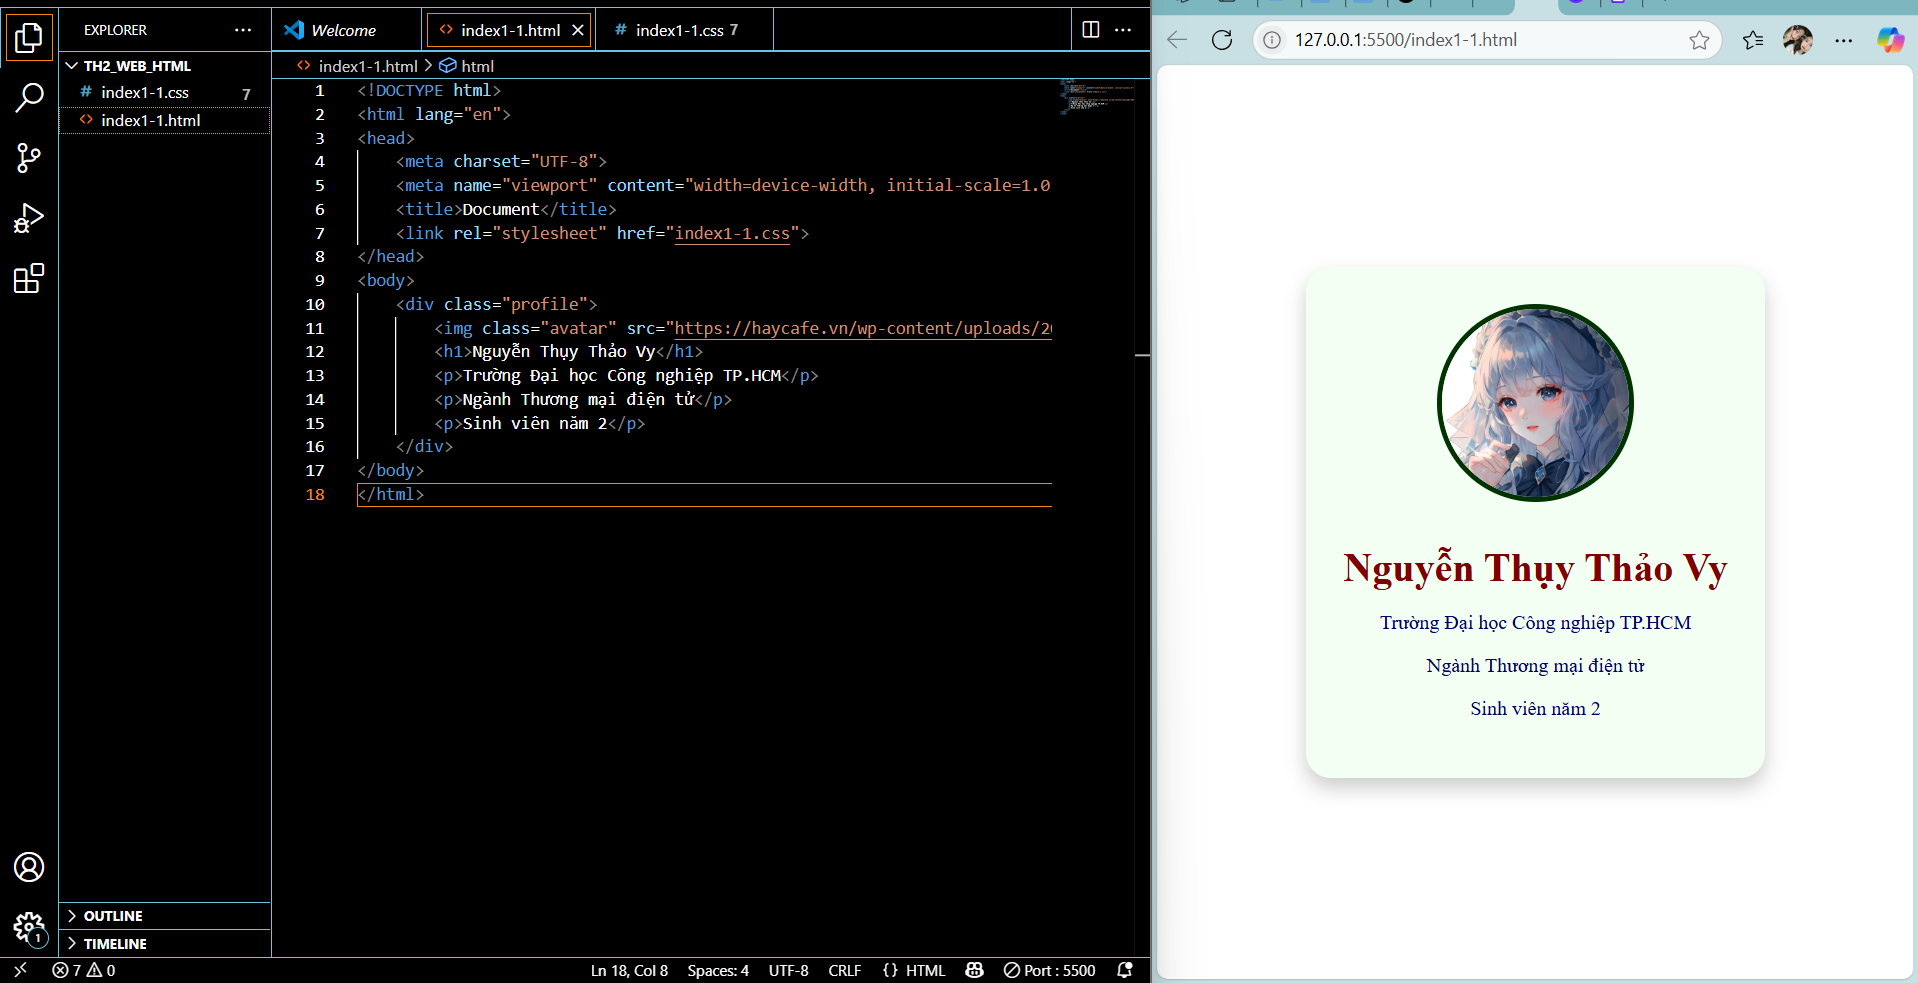 EXPLORER
TH2_WEB_HTML
# index1-1.css 7
<> index1-1.html
OUTLINE
TIMELINE
Welcome
<> index1-1.html
# index1-1.css 7
<> index1-1.html > html
1 <!DOCTYPE html>
2 <html lang="en">
3 <head>
4 <meta charset="UTF-8">
5 <meta name="viewport" content="width=device-width, initial-scale=1.0
6 <title>Document</title>
7 <link rel="stylesheet" href="index1-1.css">
8 </head>
9 <body>
10 <div class="profile">
11 <img class="avatar" src="https://haycafe.vn/wp-content/uploads/20
12 <h1>Nguyễn Thụy Thảo Vy</h1>
13 <p>Trường Đại học Công nghiệp TP.HCM</p>
14 <p>Ngành Thương mại điện tử</p>
15 <p>Sinh viên năm 2</p>
16 </div>
17 </body>
18 </html>
1
7 0
Ln 18, Col 8 Spaces: 4 UTF-8 CRLF {} HTML Port : 5500
127.0.0.1:5500/index1-1.html
Nguyễn Thụy Thảo Vy
Trường Đại học Công nghiệp TP.HCM
Ngành Thương mại điện tử
Sinh viên năm 2